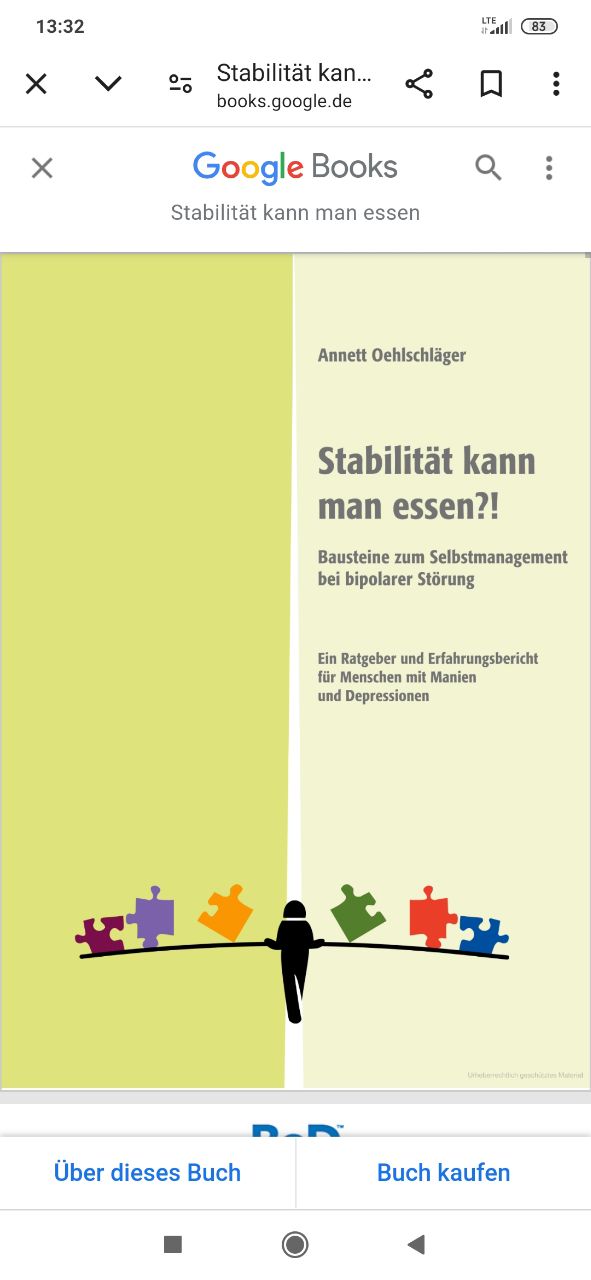 13:32
LTE
83
Stabilität kan...
books.google.de
Google Books
Stabilität kann man essen
Annett Oehlschläger
Stabilität kann
man essen?!
Bausteine zum Selbstmanagement
bei bipolarer Störung
Ein Ratgeber und Erfahrungsbericht
für Menschen mit Manien
und Depressionen
Urheberrechtlich geschütztes Material
BoD™
Über dieses Buch
Buch kaufen